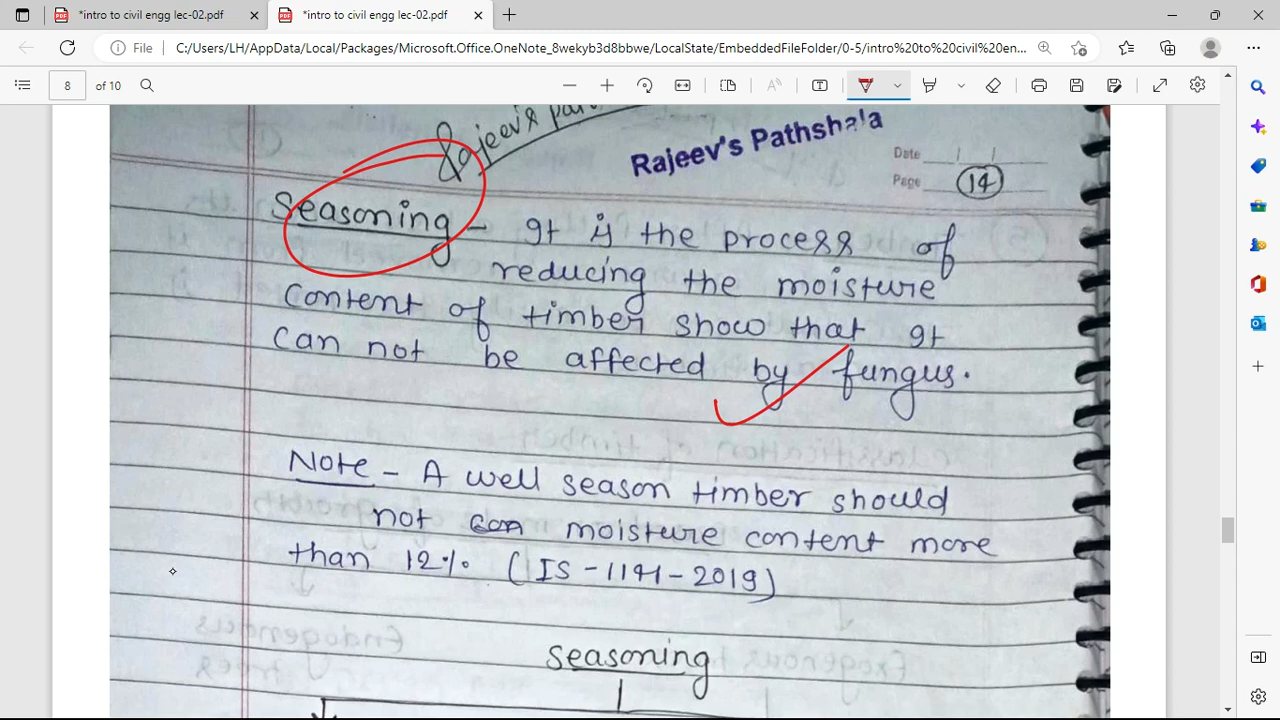 *intro to civil engg lec-02.pdf
*intro to civil engg lec-02.pdf
File
C:/Users/LH/AppData/Local/Packages/Microsoft.Office.OneNote_8wekyb3d8bbwe/LocalState/EmbeddedFileFolder/0-5/intro%20to%20civil%20en...
8 of 10
Rajeev's
Rajeev's Pathshala
Date
Page 14
Seasoning - It is the process of
reducing the moisture
content of timber show that It
can not be affected by fungus.
Note - A well season timber should
not can moisture content more
than 12%. (IS-1141-2019)
Seasoning